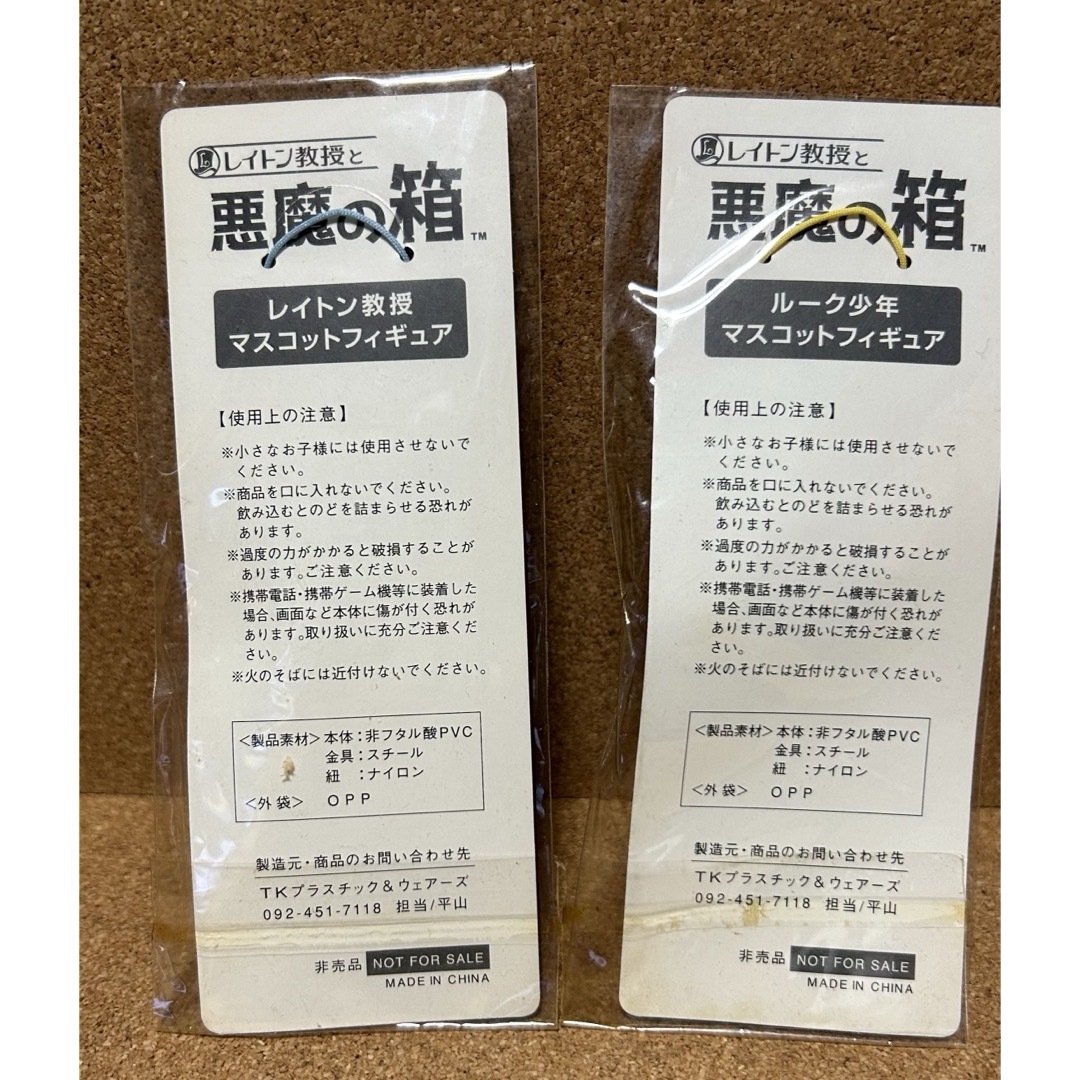 レイトン教授と
悪魔の箱™
レイトン教授
マスコットフィギュア
【使用上の注意】
※小さなお子様には使用させないで
ください。
※商品を口に入れないでください。
飲み込むとのどを詰まらせる恐れが
あります。
※過度の力がかかると破損することが
あります。ご注意ください。
※携帯電話・携帯ゲーム機等に装着した
場合、画面など本体に傷が付く恐れが
あります。取り扱いに充分ご注意くだ
さい。
※火のそばには近付けないでください。
<製品素材> 本体:非フタル酸PVC
金具:スチール
紐 :ナイロン
<外袋> OPP
製造元・商品のお問い合わせ先
TKプラスチック&ウェアーズ
092-451-7118 担当/平山
非売品 NOT FOR SALE
MADE IN CHINA
レイトン教授と
悪魔の箱™
ルーク少年
マスコットフィギュア
【使用上の注意】
※小さなお子様には使用させないで
ください。
※商品を口に入れないでください。
飲み込むとのどを詰まらせる恐れが
あります。
※過度の力がかかると破損することが
あります。ご注意ください。
※携帯電話・携帯ゲーム機等に装着した
場合、画面など本体に傷が付く恐れが
あります。取り扱いに充分ご注意くだ
さい。
※火のそばには近付けないでください。
<製品素材> 本体:非フタル酸PVC
金具:スチール
紐 :ナイロン
<外袋> OPP
製造元・商品のお問い合わせ先
TKプラスチック&ウェアーズ
092-451-7118 担当/平山
非売品 NOT FOR SALE
MADE IN CHINA